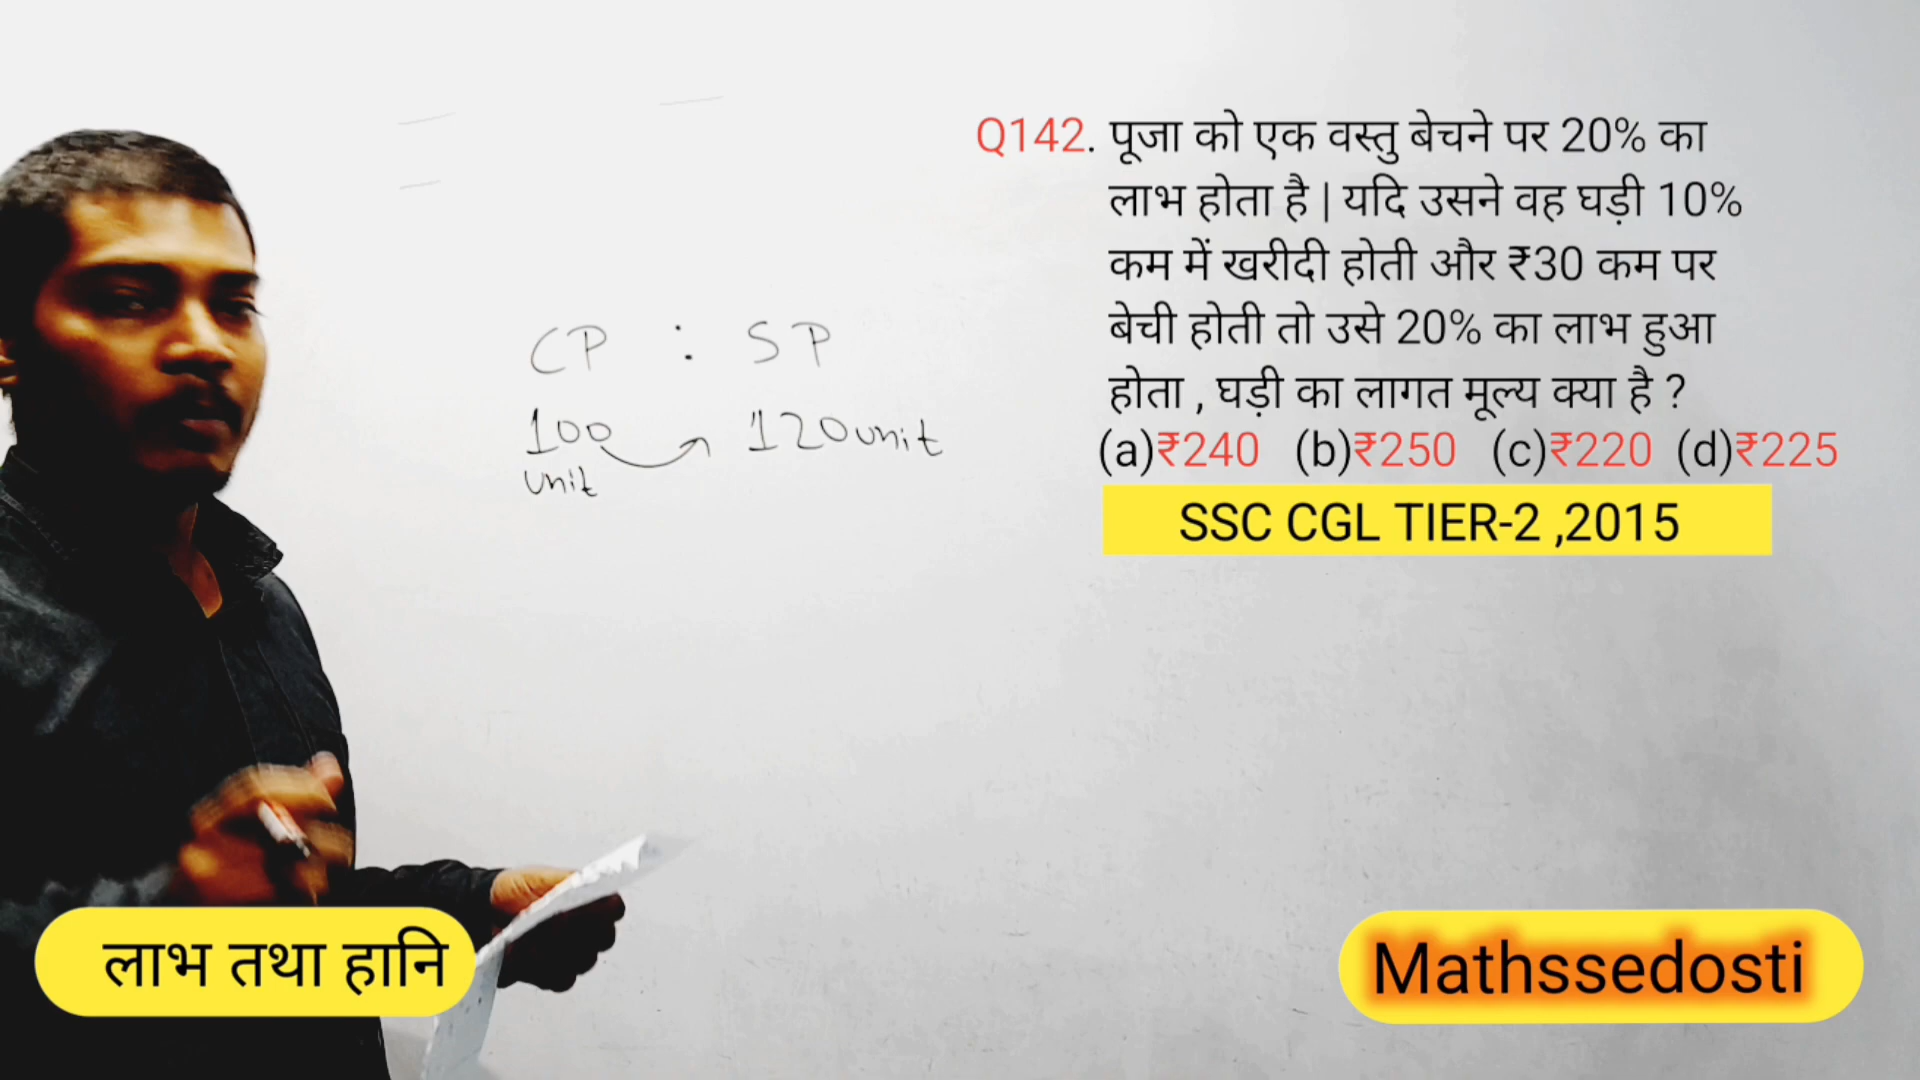 Q142. पूजा को एक वस्तु बेचने पर 20% का
लाभ होता है | यदि उसने वह घड़ी 10%
कम में खरीदी होती और ₹30 कम पर
बेची होती तो उसे 20% का लाभ हुआ
होता , घड़ी का लागत मूल्य क्या है ?
(a)₹240 (b)₹250 (c)₹220 (d)₹225
SSC CGL TIER-2 ,2015
CP : SP
100 120unit
unit
लाभ तथा हानि
Mathssedosti